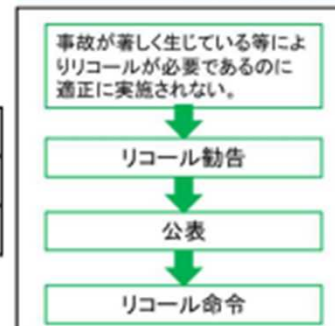 事故が著しく生じている等によ
りリコールが必要であるのに
適正に実施されない。
リコール勧告
公表
リコール命令